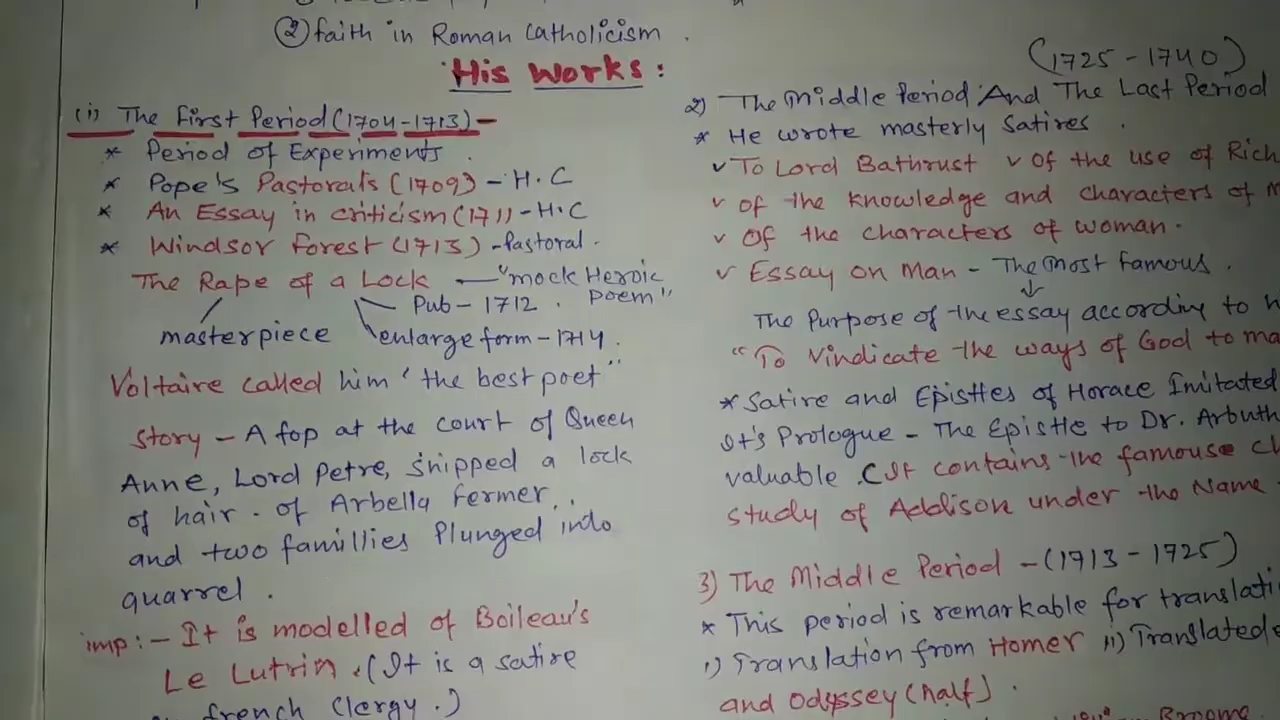 ② faith in Roman Catholicism .
His Works :
(i) The First Period (1704-1713) -
* Period of Experiments .
* Pope's Pastorals (1709) - H.C
* An Essay in criticism (1711) - H.C
* Windsor Forest (1713) - Pastoral .
The Rape of a Lock — "mock Heroic
Poem"
Pub - 1712 .
masterpiece
enlarge form - 1714 .
Voltaire called him 'the best poet"
Story - A fop at the court of Queen
Anne, Lord Petre, snipped a lock
of hair . of Arbella Fermer .
and two famillies Plunged into
quarrel .
imp : - It is modelled of Boileau's
Le Lutrin . (It is a satire
french Clergy .)
(1725 - 1740)
2) The Middle Period And The Last Period
* He wrote masterly Satires .
✓ To Lord Bathrust ✓ Of the use of Rich
✓ of the knowledge and characters of M
✓ Of the characters of woman .
✓ Essay on Man - The most famous .
↓
The Purpose of the essay according to h
"To Vindicate the ways of God to ma
* Satire and Epistles of Horace Imitated
It's Prologue - The Epistle to Dr. Arbuth
valuable . (It contains the famouse ch
study of Addison under the Name
3) The Middle Period - (1713 - 1725)
* This period is remarkable for translati
i) Translation from Homer ii) Translated
and Odyssey (half) .